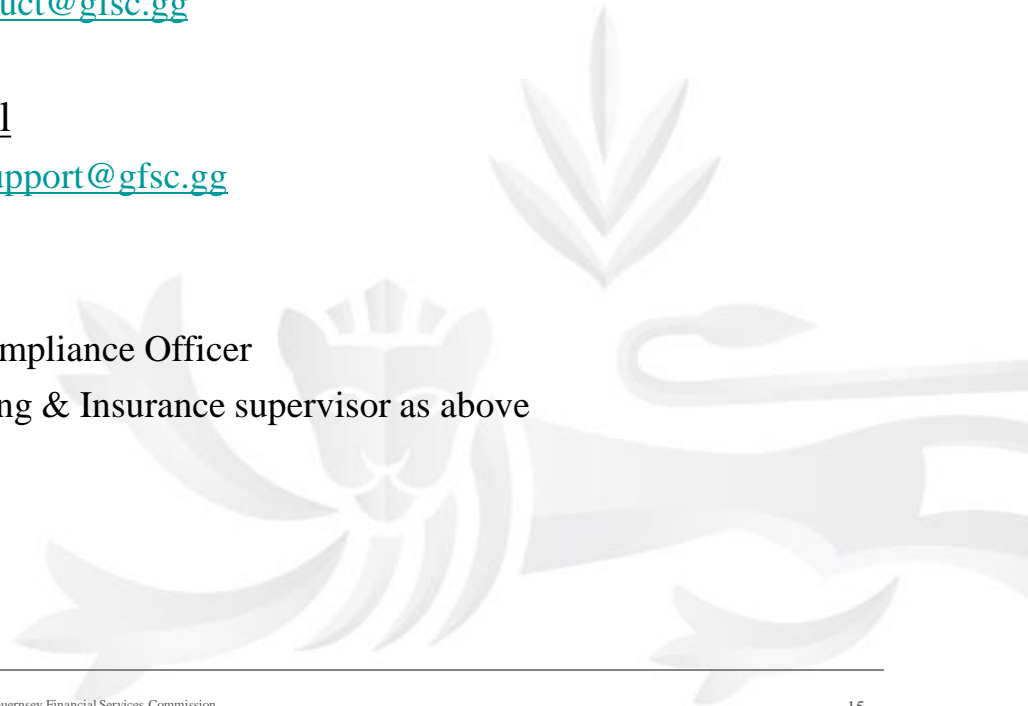 uct@gfsc.gg
l
upport@gfsc.gg
mpliance Officer
ng & Insurance supervisor as above
uernsey Financial Services Commission
15